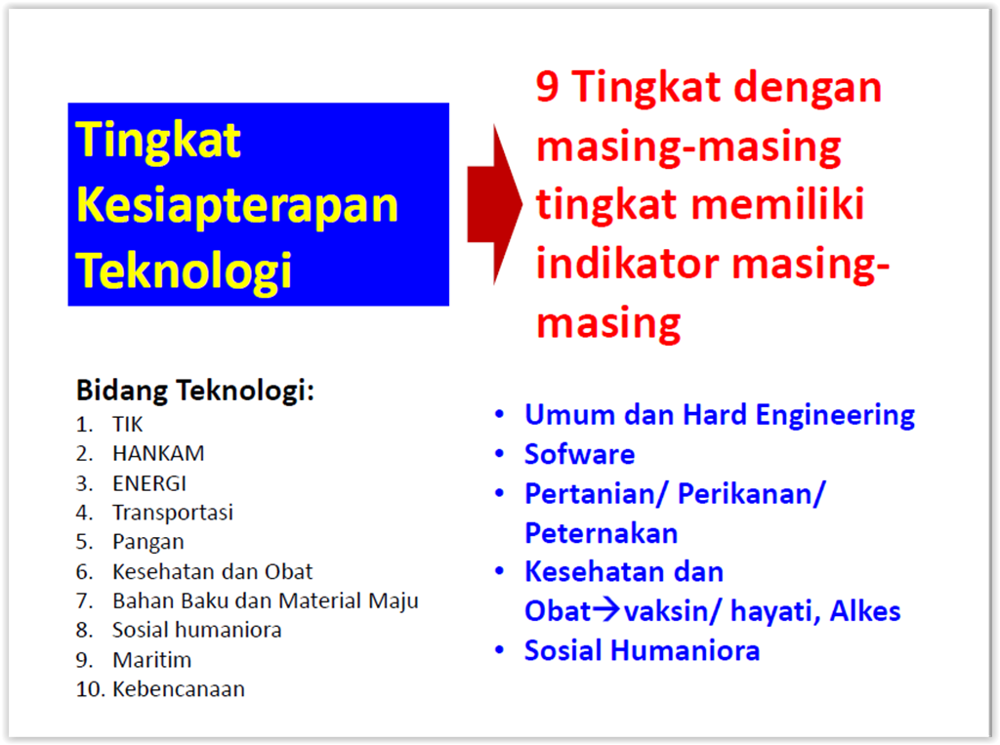 Tingkat
Kesiapterapan
Teknologi
9 Tingkat dengan
masing-masing
tingkat memiliki
indikator masing-
masing
Bidang Teknologi:
1. TIK
2. HANKAM
3. ENERGI
4. Transportasi
5. Pangan
6. Kesehatan dan Obat
7. Bahan Baku dan Material Maju
8. Sosial humaniora
9. Maritim
10. Kebencanaan
• Umum dan Hard Engineering
• Sofware
• Pertanian/ Perikanan/
Peternakan
• Kesehatan dan
Obat→vaksin/ hayati, Alkes
• Sosial Humaniora